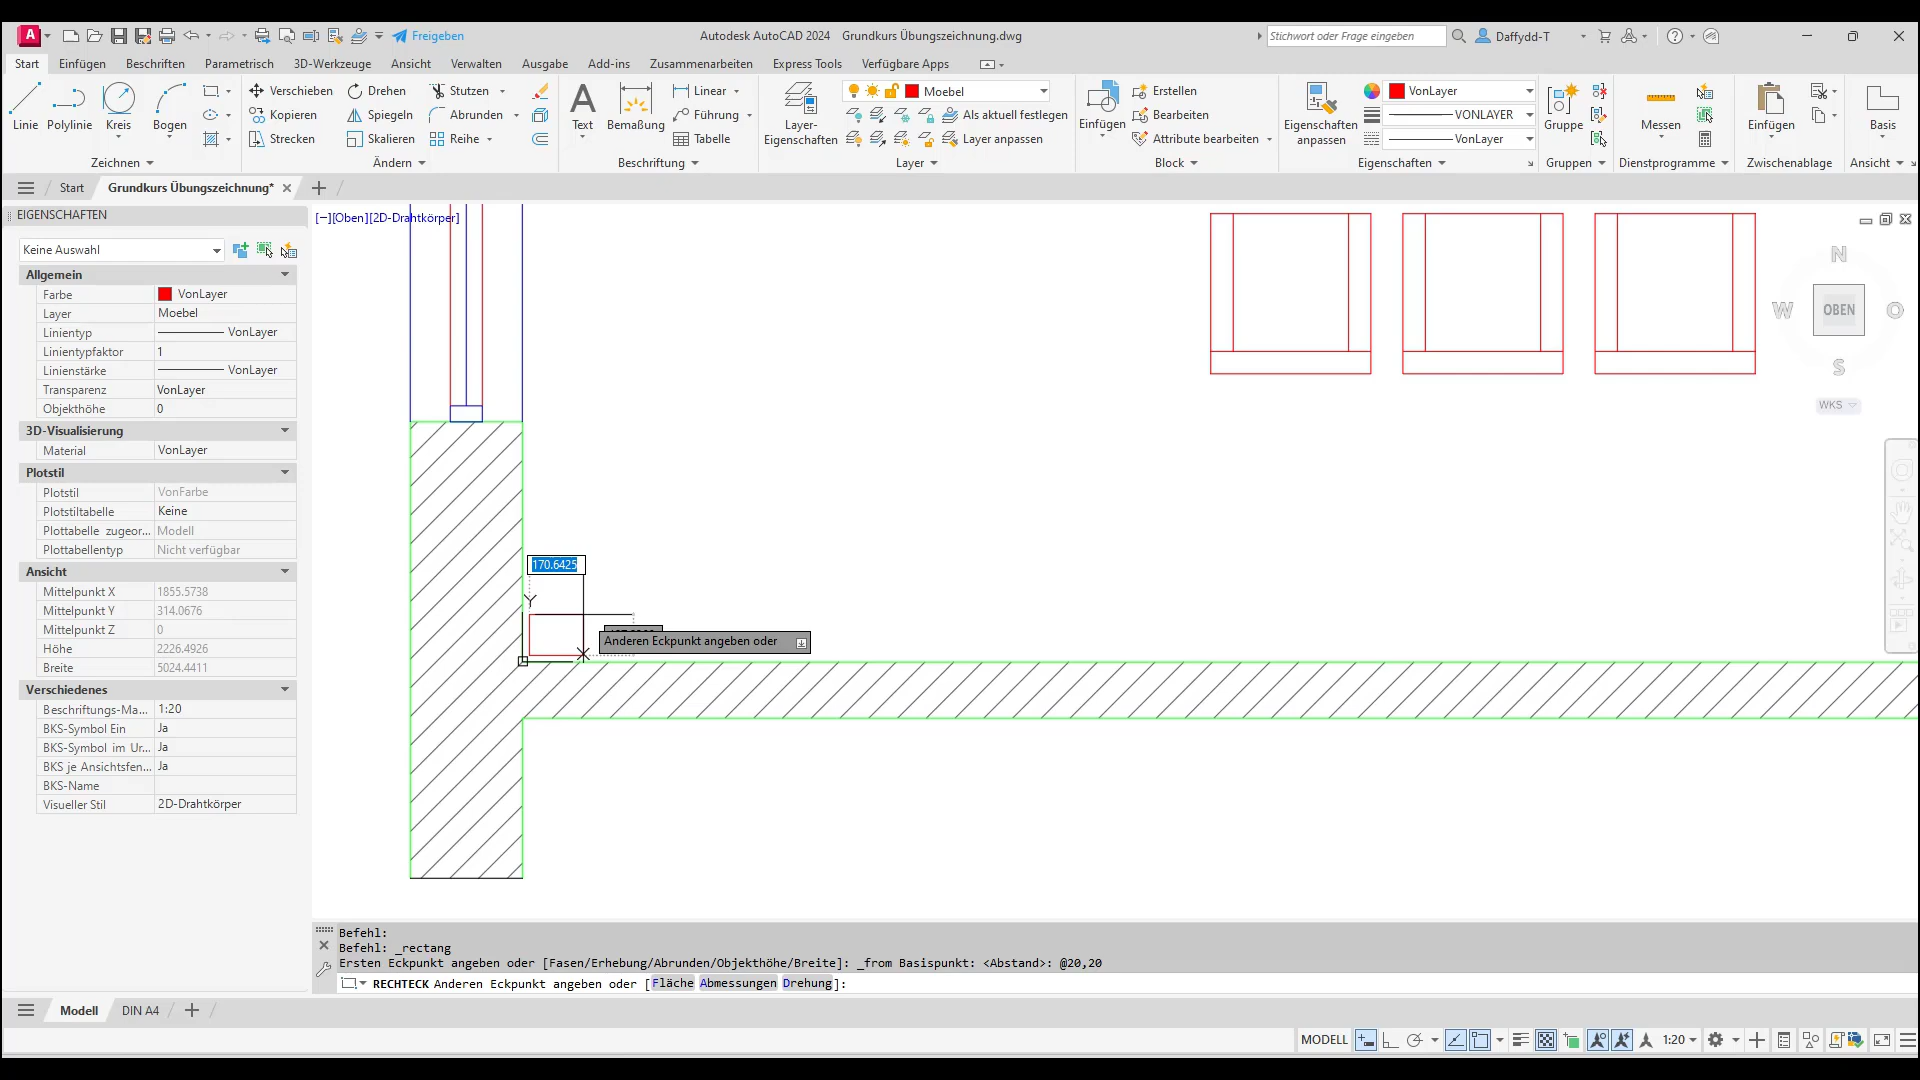 A
Freigeben
Autodesk AutoCAD 2024 Grundkurs Übungszeichnung.dwg
Stichwort oder Frage eingeben
Daffydd-T
Start Einfügen Beschriften Parametrisch 3D-Werkzeuge Ansicht Verwalten Ausgabe Add-ins Zusammenarbeiten Express Tools Verfügbare Apps
Linie Polylinie Kreis Bogen
Zeichnen
Verschieben Drehen Stutzen
Kopieren Spiegeln Abrunden
Strecken Skalieren Reihe
Ändern
Text Bemaßung
Linear
Führung
Tabelle
Beschriftung
Layer-
Eigenschaften
Moebel
Als aktuell festlegen
Layer anpassen
Layer
Einfügen
Erstellen
Bearbeiten
Attribute bearbeiten
Block
Eigenschaften
anpassen
VonLayer
VONLAYER
VonLayer
Eigenschaften
Gruppe
Gruppen
Messen
Dienstprogramme
Einfügen
Zwischenablage
Basis
Ansicht
Start Grundkurs Übungszeichnung*
EIGENSCHAFTEN
Keine Auswahl
Allgemein
Farbe VonLayer
Layer Moebel
Linientyp VonLayer
Linientypfaktor 1
Linienstärke VonLayer
Transparenz VonLayer
Objekthöhe 0
3D-Visualisierung
Material VonLayer
Plotstil
Plotstil VonFarbe
Plotstiltabelle Keine
Plottabelle zugeor... Modell
Plottabellentyp Nicht verfügbar
Ansicht
Mittelpunkt X 1855.5738
Mittelpunkt Y 314.0676
Mittelpunkt Z 0
Höhe 2226.4926
Breite 5024.4411
Verschiedenes
Beschriftungs-Ma... 1:20
BKS-Symbol Ein Ja
BKS-Symbol im Ur... Ja
BKS je Ansichtsfen... Ja
BKS-Name
Visueller Stil 2D-Drahtkörper
[−][Oben][2D-Drahtkörper]
N
W OBEN O
S
WKS
170.6425
Y
Anderen Eckpunkt angeben oder
Befehl:
Befehl: _rectang
Ersten Eckpunkt angeben oder [Fasen/Erhebung/Abrunden/Objekthöhe/Breite]: _from Basispunkt: <Abstand>: @20,20
RECHTECK Anderen Eckpunkt angeben oder [Fläche Abmessungen Drehung]:
Modell DIN A4
MODELL 1:20